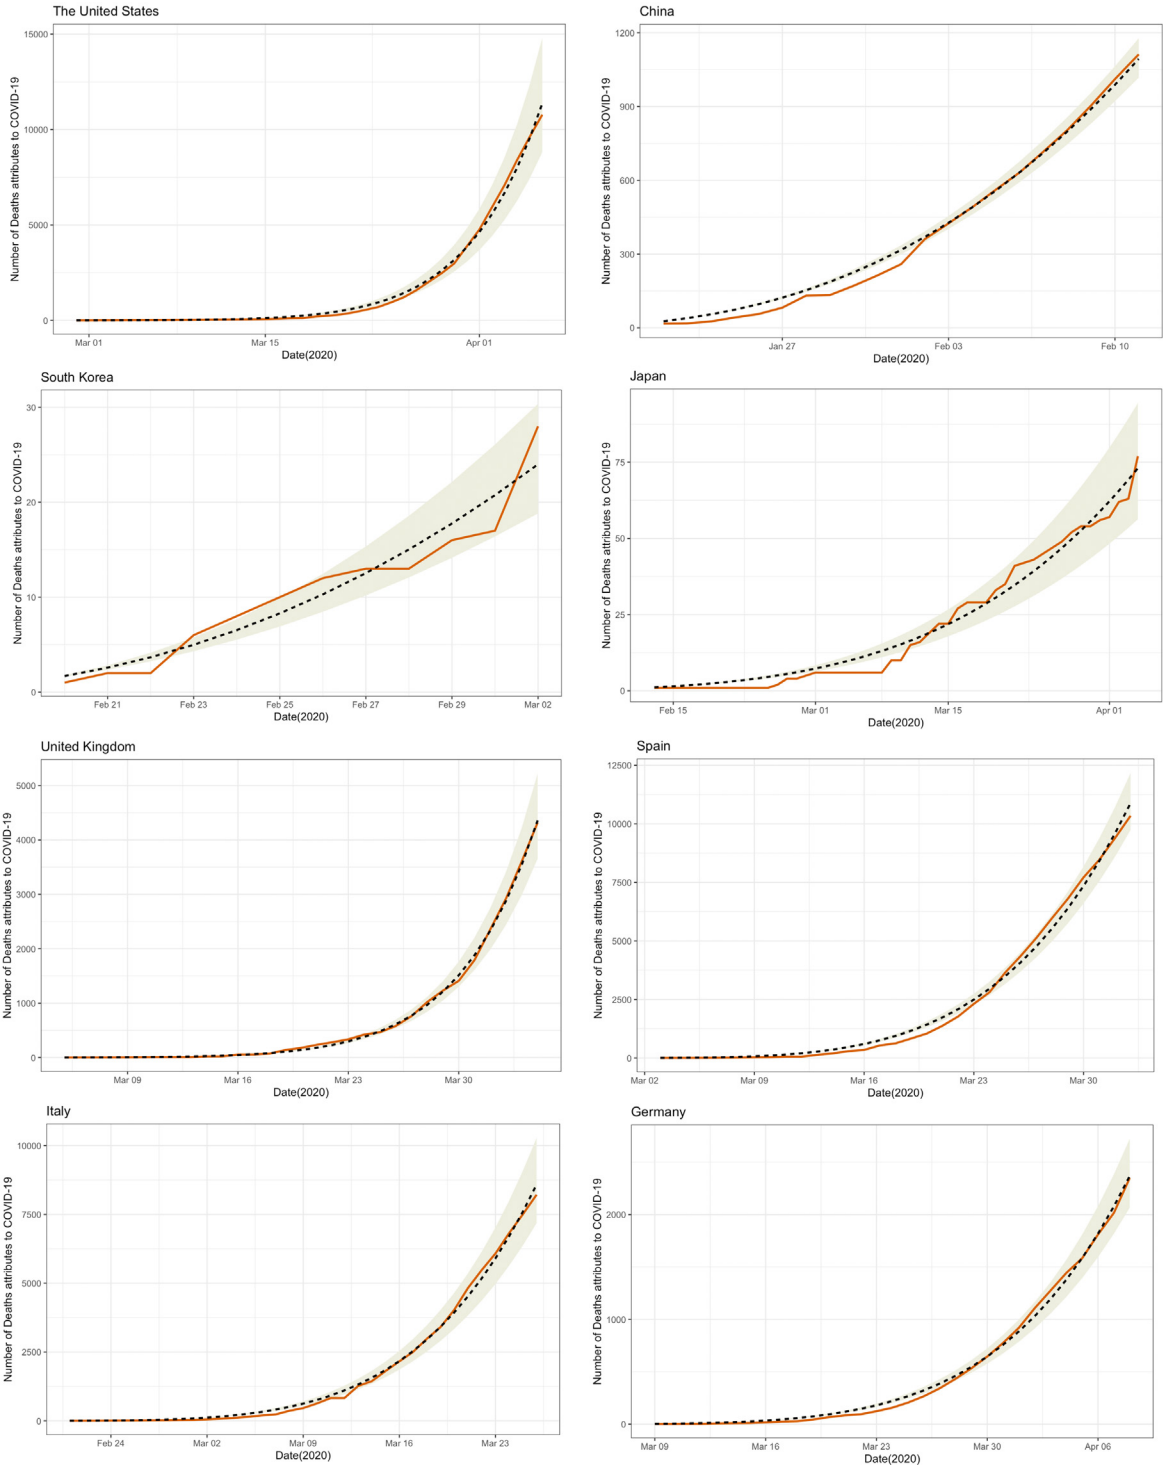 The United States
Number of Deaths attributes to COVID-19
15000
10000
5000
0
Mar 01
Mar 15
Apr 01
Date(2020)
China
Number of Deaths attributes to COVID-19
1200
900
600
300
0
Jan 27
Feb 03
Feb 10
Date(2020)
South Korea
Number of Deaths attributes to COVID-19
30
20
10
0
Feb 21
Feb 23
Feb 25
Feb 27
Feb 29
Mar 02
Date(2020)
Japan
Number of Deaths attributes to COVID-19
75
50
25
0
Feb 15
Mar 01
Mar 15
Apr 01
Date(2020)
United Kingdom
Number of Deaths attributes to COVID-19
5000
4000
3000
2000
1000
0
Mar 09
Mar 16
Mar 23
Mar 30
Date(2020)
Spain
Number of Deaths attributes to COVID-19
12500
10000
7500
5000
2500
0
Mar 02
Mar 09
Mar 16
Mar 23
Mar 30
Date(2020)
Italy
Number of Deaths attributes to COVID-19
10000
7500
5000
2500
0
Feb 24
Mar 02
Mar 09
Mar 16
Mar 23
Date(2020)
Germany
Number of Deaths attributes to COVID-19
2000
1000
0
Mar 09
Mar 16
Mar 23
Mar 30
Apr 06
Date(2020)